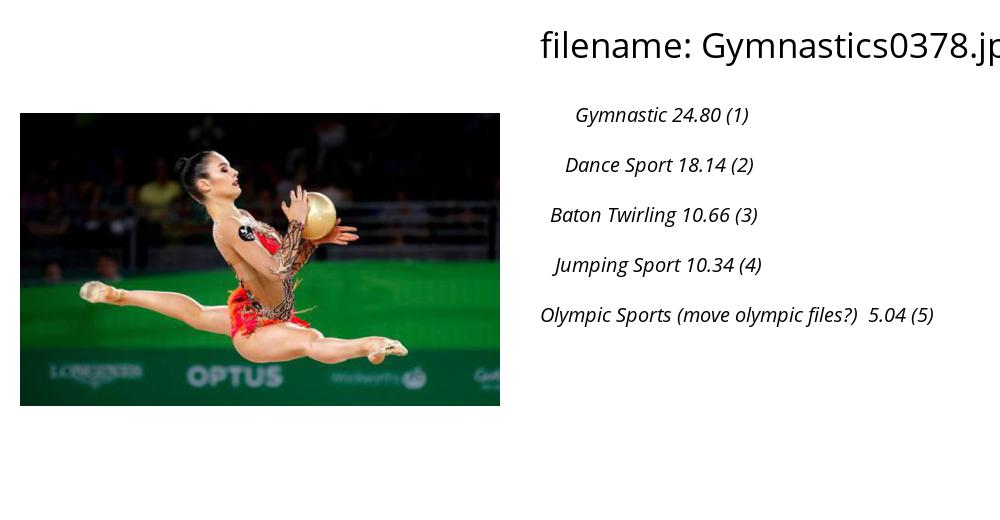 filename: Gymnastics0378.jp
Gymnastic 24.80 (1)
Dance Sport 18.14 (2)
Baton Twirling 10.66 (3)
Jumping Sport 10.34 (4)
Olympic Sports (move olympic files?) 5.04 (5)
LONGINES
OPTUS
Woolworths